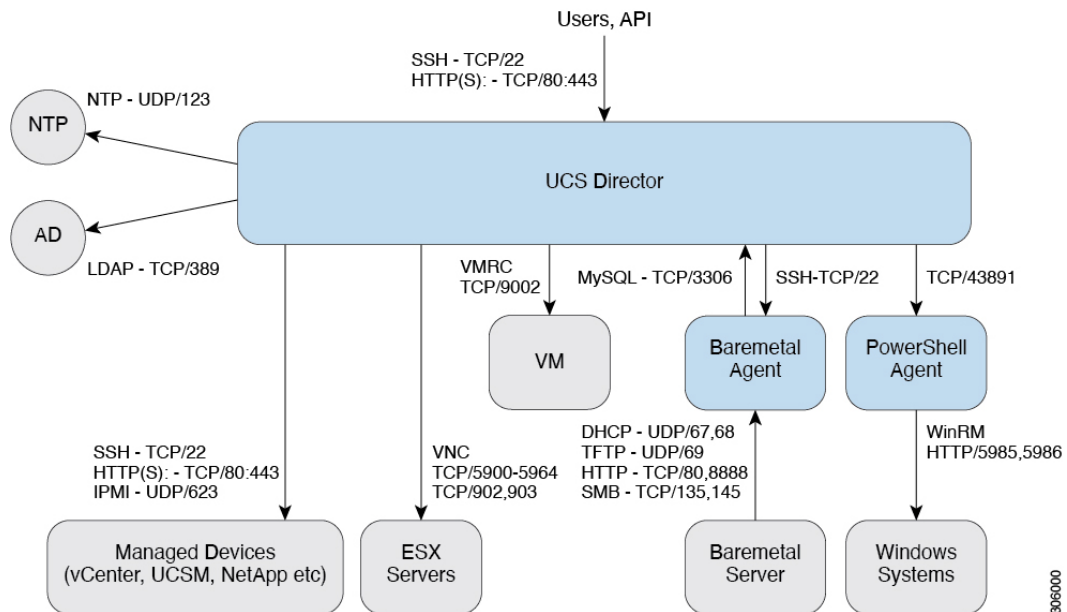 Users, API
SSH - TCP/22
HTTP(S): - TCP/80:443
NTP - UDP/123
NTP
UCS Director
AD
LDAP - TCP/389
VMRC
TCP/9002
MySQL - TCP/3306
SSH-TCP/22
TCP/43891
VM
Baremetal
Agent
PowerShell
Agent
SSH - TCP/22
HTTP(S): - TCP/80:443
IPMI - UDP/623
VNC
TCP/5900-5964
TCP/902,903
DHCP - UDP/67,68
TFTP - UDP/69
HTTP - TCP/80,8888
SMB - TCP/135,145
WinRM
HTTP/5985,5986
Managed Devices
(vCenter, UCSM, NetApp etc)
ESX
Servers
Baremetal
Server
Windows
Systems
306000